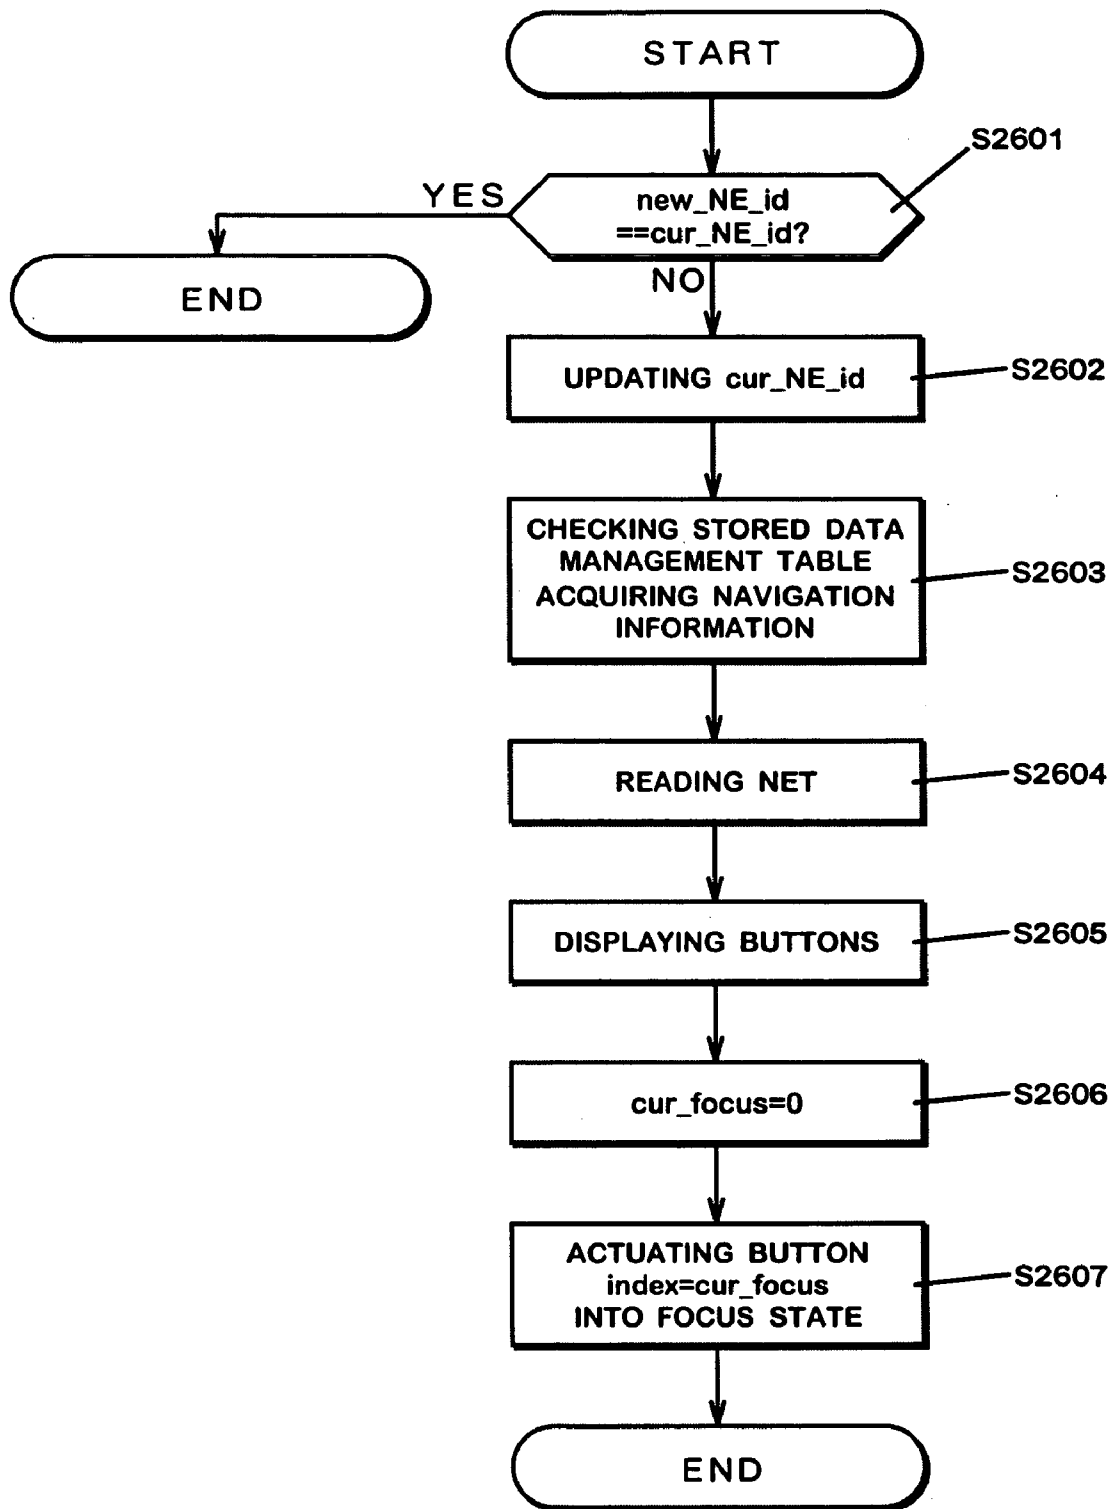 START
S2601
YES
new_NE_id
==cur_NE_id?
END
NO
UPDATING cur_NE_id
S2602
CHECKING STORED DATA
MANAGEMENT TABLE
ACQUIRING NAVIGATION
INFORMATION
S2603
READING NET
S2604
DISPLAYING BUTTONS
S2605
cur_focus=0
S2606
ACTUATING BUTTON
index=cur_focus
INTO FOCUS STATE
S2607
END